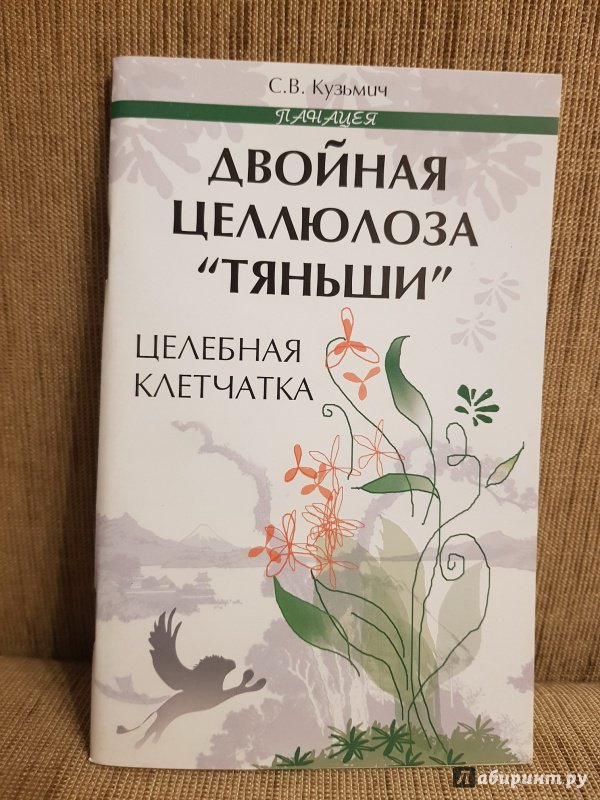 С.В. Кузьмич
ПАНАЦЕЯ
ДВОЙНАЯ
ЦЕЛЛЮЛОЗА
“ТЯНЬШИ”
ЦЕЛЕБНАЯ
КЛЕТЧАТКА
Лабиринт.ру